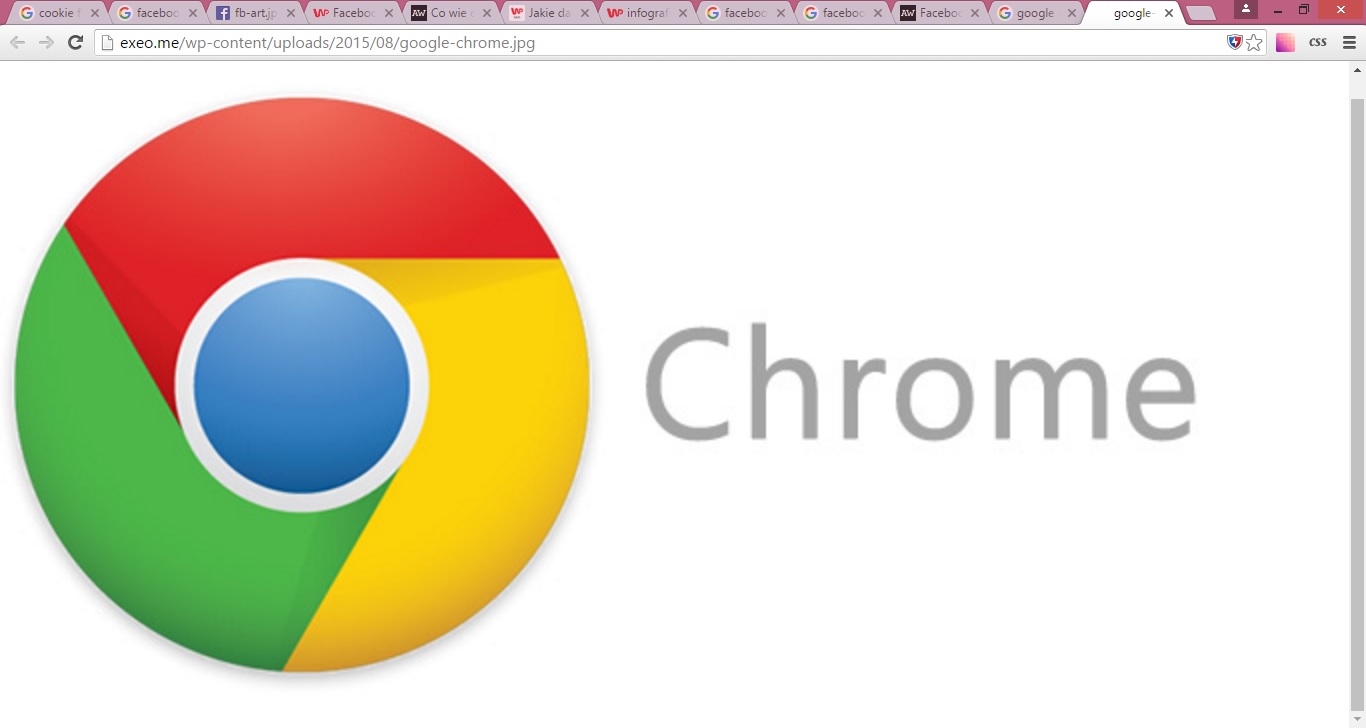 cookie f faceboo fb-art.jp Faceboo Co wie Jakie da infograf faceboo faceboo Faceboo google google-
exeo.me/wp-content/uploads/2015/08/google-chrome.jpg css
Chrome